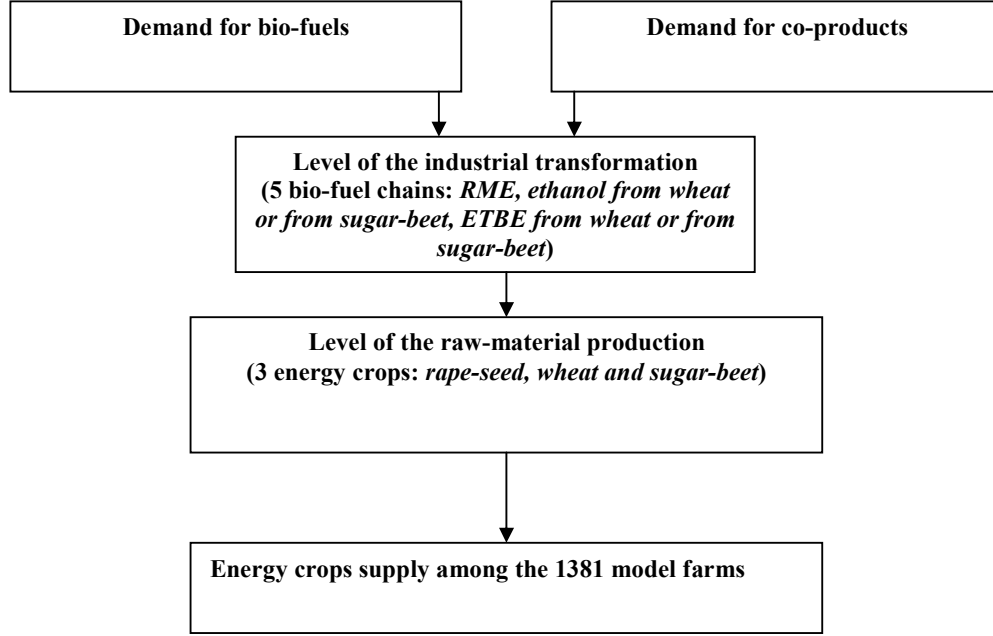 Demand for bio-fuels
Demand for co-products
Level of the industrial transformation
(5 bio-fuel chains: RME, ethanol from wheat
or from sugar-beet, ETBE from wheat or from
sugar-beet)
Level of the raw-material production
(3 energy crops: rape-seed, wheat and sugar-beet)
Energy crops supply among the 1381 model farms